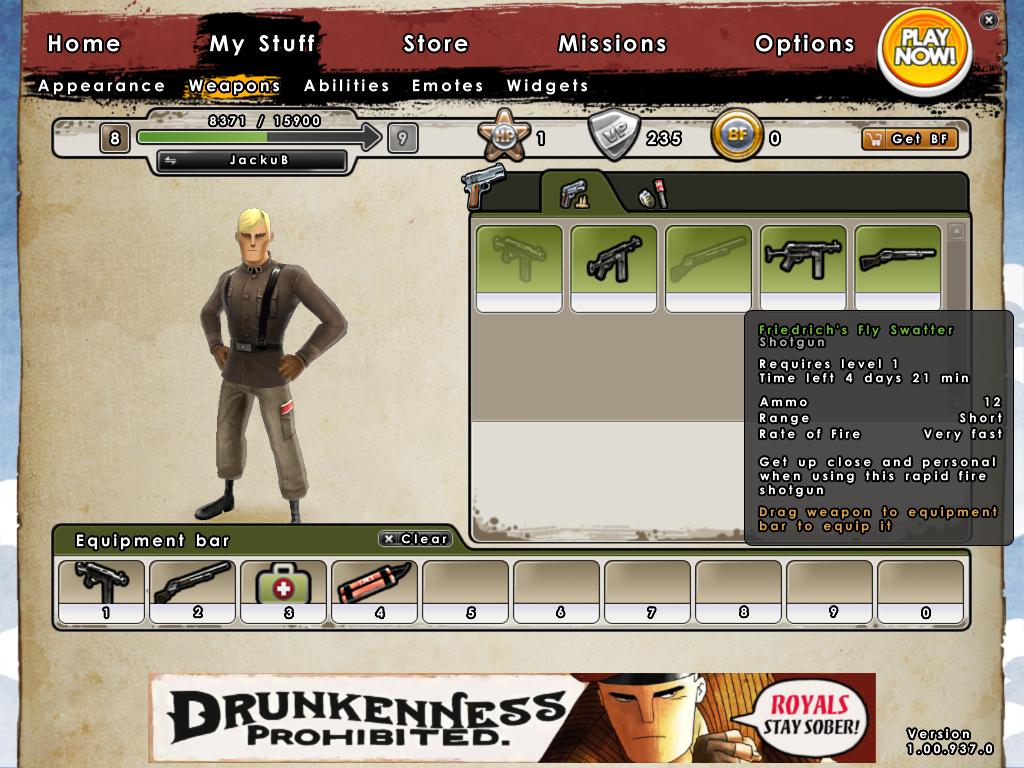 Home My Stuff Store Missions Options
PLAY
NOW!
Appearance Weapons Abilities Emotes Widgets
8371 / 15900
8 9
HP 1 VP 235 BF 0 Get BF
JackuB
Friedrich's Fly Swatter
Shotgun
Requires level 1
Time left 4 days 21 min
Ammo 12
Range Short
Rate of Fire Very fast
Get up close and personal
when using this rapid fire
shotgun
Drag weapon to equipment
bar to equip it
Equipment bar Clear
1 2 3 4 5 6 7 8 9 0
DRUNKENNESS
PROHIBITED.
ROYALS
STAY SOBER!
Version
1.00.937.0